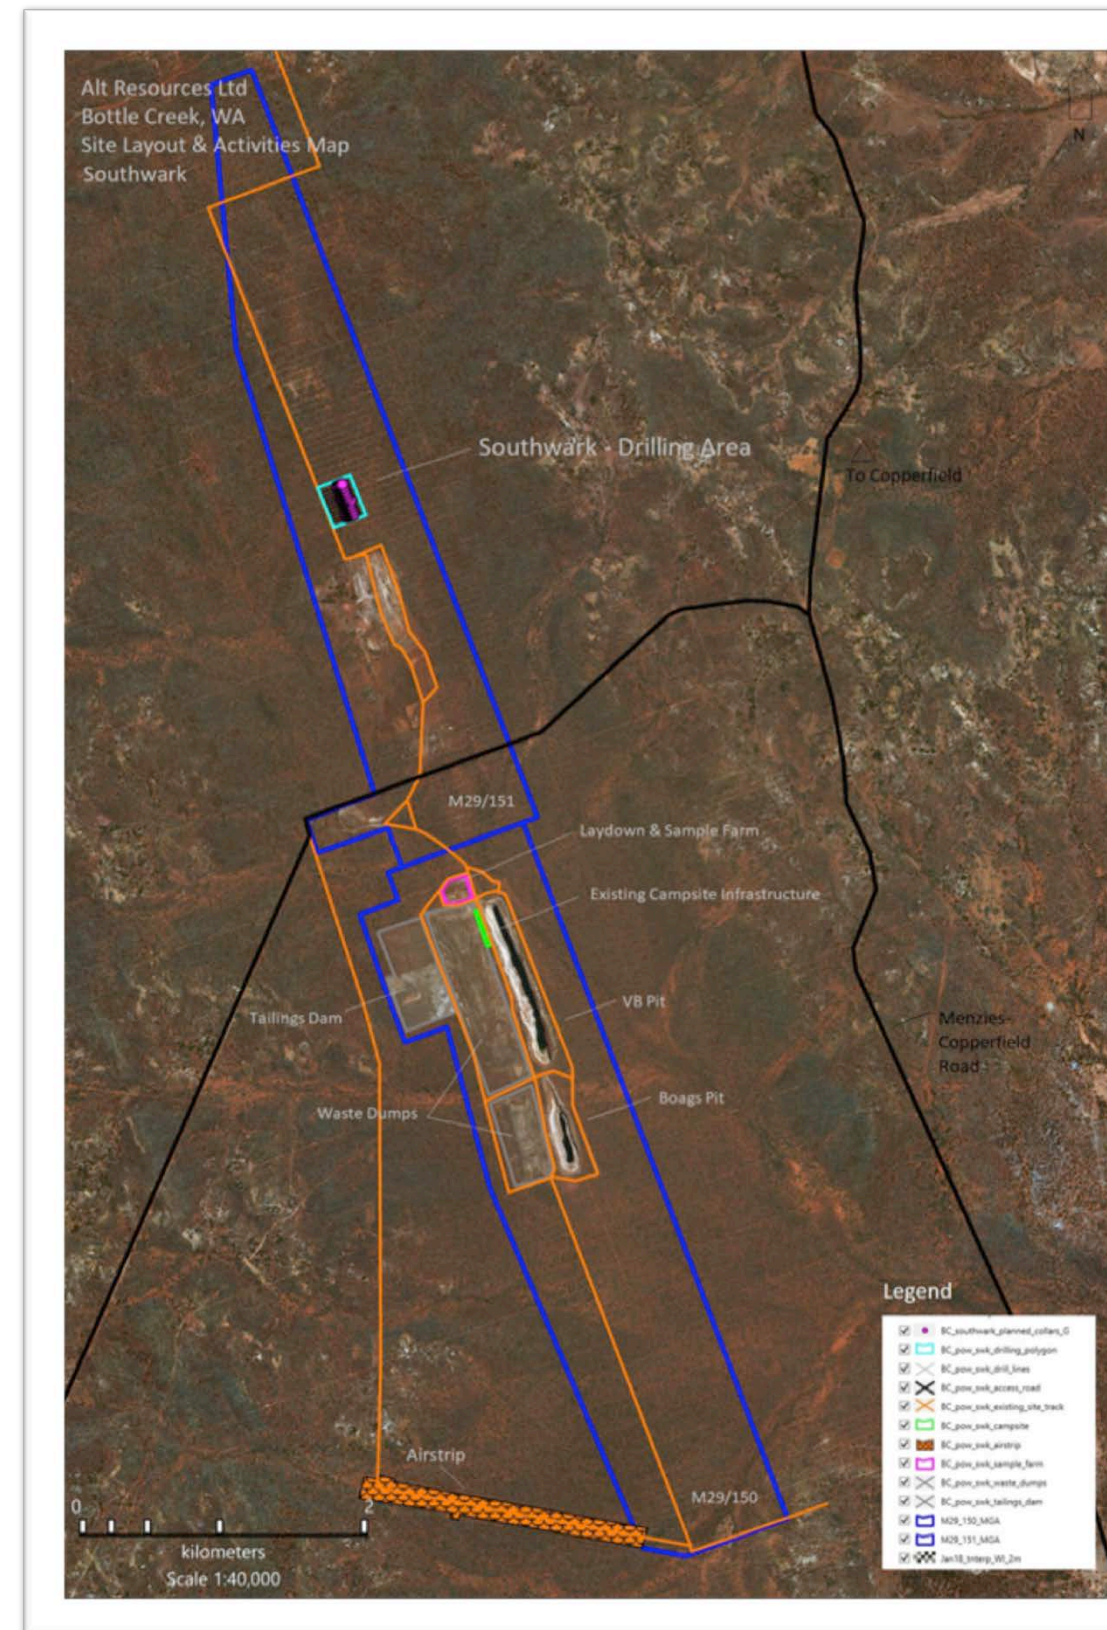 Alt Resources Ltd
Bottle Creek, WA
Site Layout & Activities Map
Southwark
N
Southwark - Drilling Area
To Copperfield
M29/151
Laydown & Sample Farm
Existing Campsite Infrastructure
Tailings Dam
VB Pit
Menzies-
Copperfield
Road
Waste Dumps
Boags Pit
Airstrip
M29/150
0 2
kilometers
Scale 1:40,000
Legend
BC_southwark_planned_collars_G
BC_pow_swk_drilling_polygon
BC_pow_swk_drill_lines
BC_pow_swk_access_road
BC_pow_swk_existing_site_track
BC_pow_swk_campsite
BC_pow_swk_airstrip
BC_pow_swk_sample_farm
BC_pow_swk_waste_dumps
BC_pow_swk_tailings_dam
M29_150_MGA
M29_151_MGA